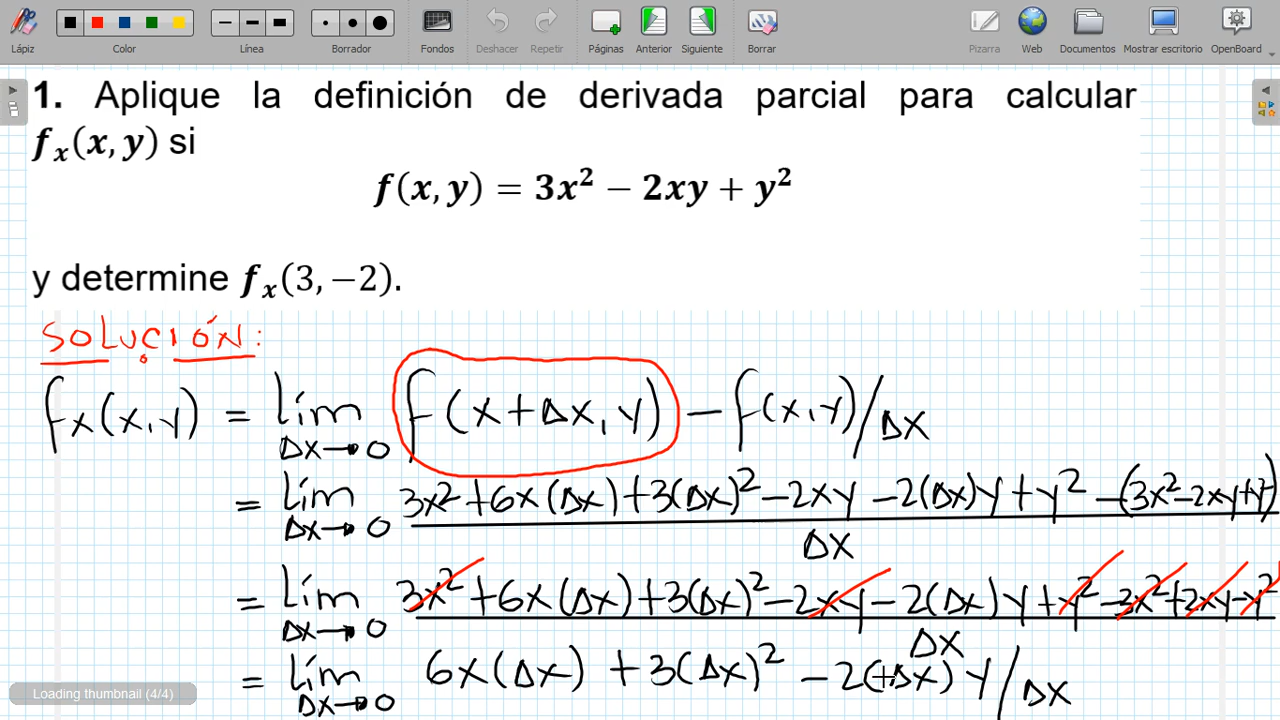 Lápiz Color Línea Borrador Fondos Deshacer Repetir Páginas Anterior Siguiente Borrar Pizarra Web Documentos Mostrar escritorio OpenBoard
1. Aplique la definición de derivada parcial para calcular
fₓ(x, y) si
f(x, y) = 3x² − 2xy + y²
y determine fₓ(3, −2).
SOLUCIÓN:
fx(x,y) = lím Δx→0 f(x+Δx, y) − f(x,y)/Δx
= lím Δx→0 3x² + 6x(Δx) + 3(Δx)² − 2xy − 2(Δx)y + y² − (3x² − 2xy + y²) / Δx
= lím Δx→0 3x² + 6x(Δx) + 3(Δx)² − 2xy − 2(Δx)y + y² − 3x² + 2xy − y² / Δx
= lím Δx→0 6x(Δx) + 3(Δx)² − 2(Δx)y/Δx
Loading thumbnail (4/4)